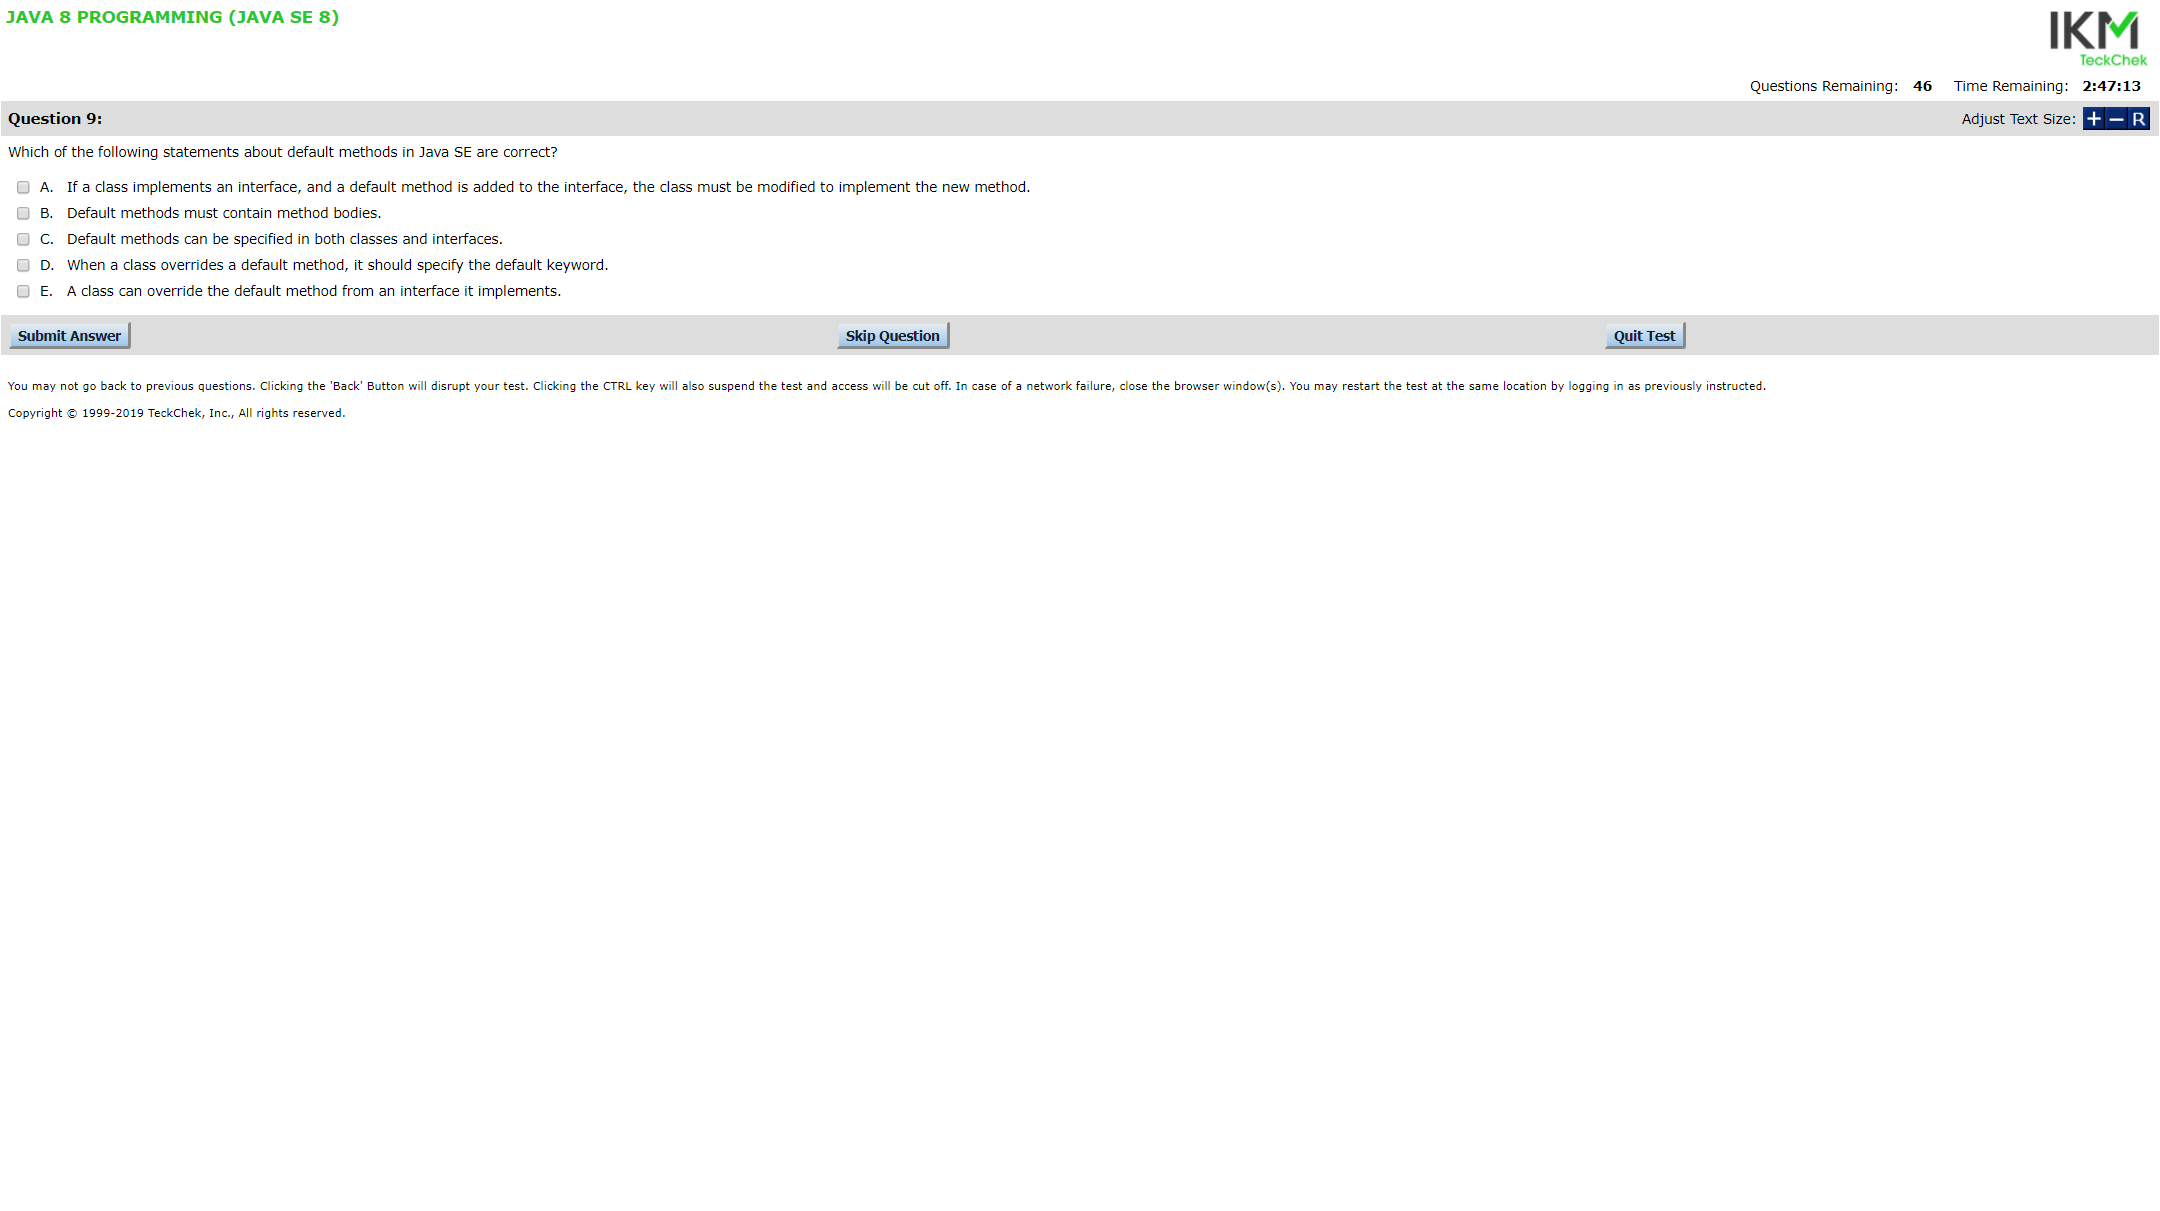 JAVA 8 PROGRAMMING (JAVA SE 8)
IKM
TeckChek
Questions Remaining: 46 Time Remaining: 2:47:13
Question 9:
Adjust Text Size: + − R
Which of the following statements about default methods in Java SE are correct?
A. If a class implements an interface, and a default method is added to the interface, the class must be modified to implement the new method.
B. Default methods must contain method bodies.
C. Default methods can be specified in both classes and interfaces.
D. When a class overrides a default method, it should specify the default keyword.
E. A class can override the default method from an interface it implements.
Submit Answer Skip Question Quit Test
You may not go back to previous questions. Clicking the 'Back' Button will disrupt your test. Clicking the CTRL key will also suspend the test and access will be cut off. In case of a network failure, close the browser window(s). You may restart the test at the same location by logging in as previously instructed.
Copyright © 1999-2019 TeckChek, Inc., All rights reserved.